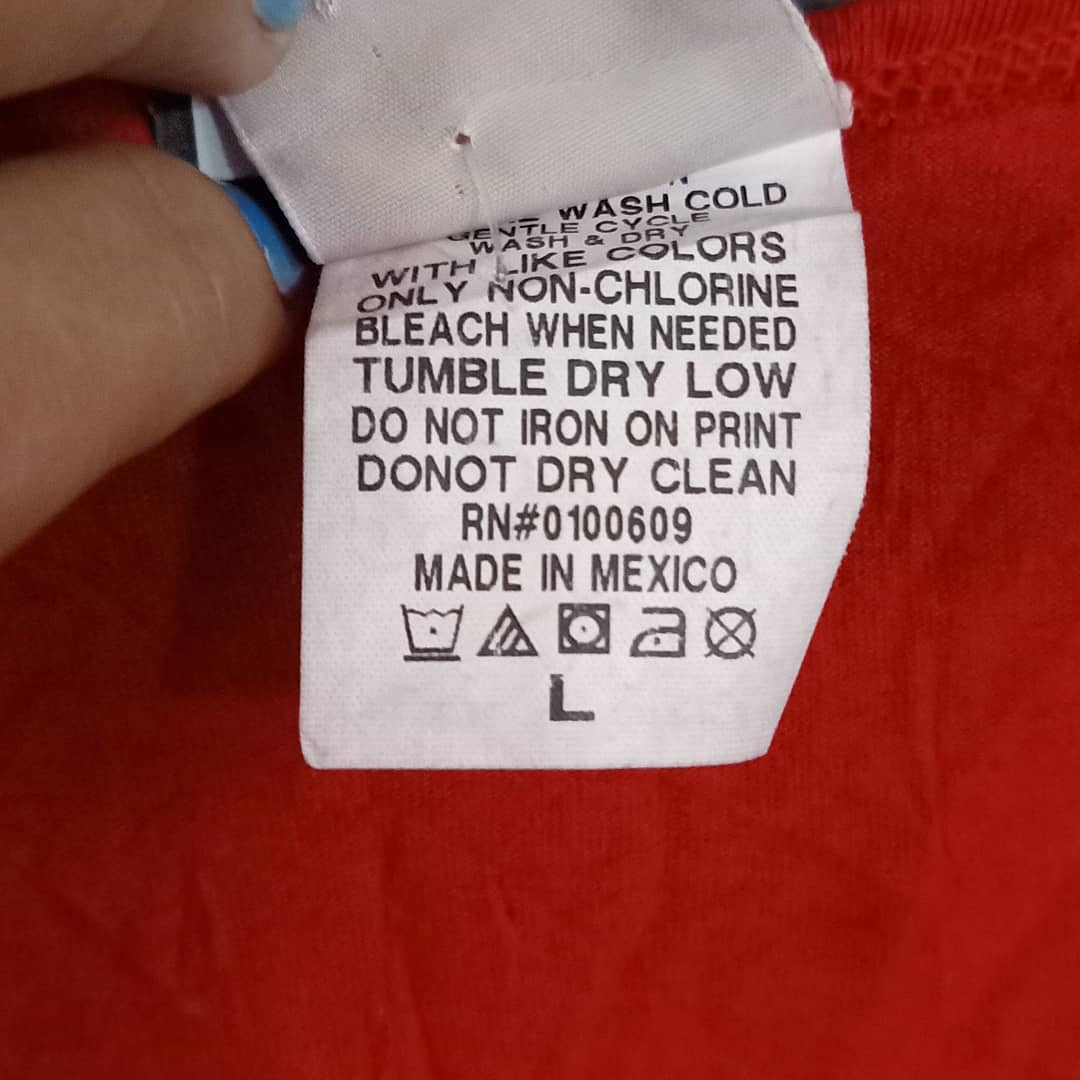 WASH COLD
GENTLE CYCLE
WASH & DRY
WITH LIKE COLORS
ONLY NON-CHLORINE
BLEACH WHEN NEEDED
TUMBLE DRY LOW
DO NOT IRON ON PRINT
DONOT DRY CLEAN
RN#0100609
MADE IN MEXICO
L